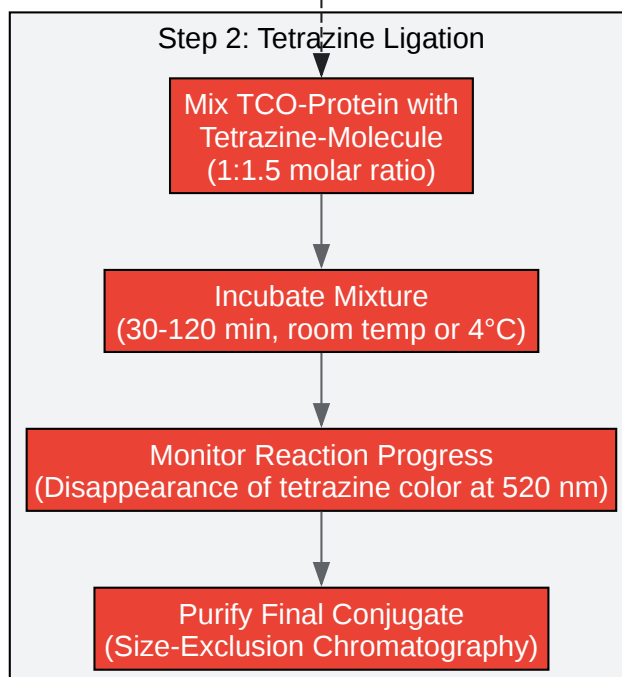 Step 2: Tetrazine Ligation
Mix TCO-Protein with
Tetrazine-Molecule
(1:1.5 molar ratio)
Incubate Mixture
(30-120 min, room temp or 4°C)
Monitor Reaction Progress
(Disappearance of tetrazine color at 520 nm)
Purify Final Conjugate
(Size-Exclusion Chromatography)